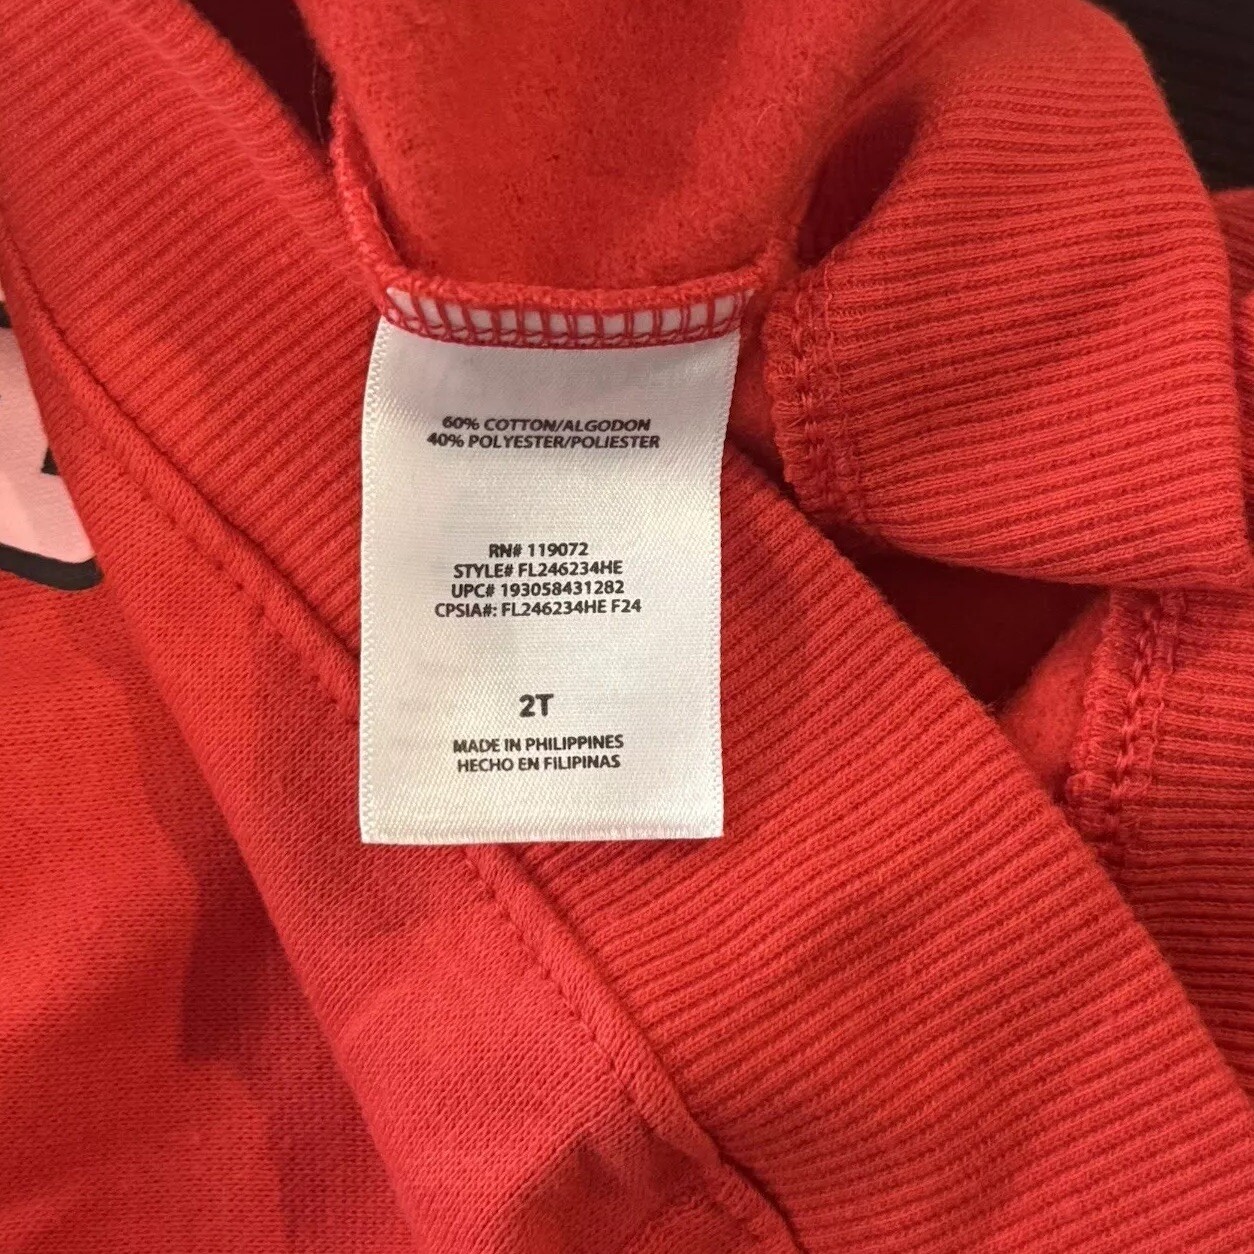 60% COTTON/ALGODON
40% POLYESTER/POLIESTER
RN# 119072
STYLE# FL246234HE
UPC# 193058431282
CPSIA#: FL246234HE F24
2T
MADE IN PHILIPPINES
HECHO EN FILIPINAS